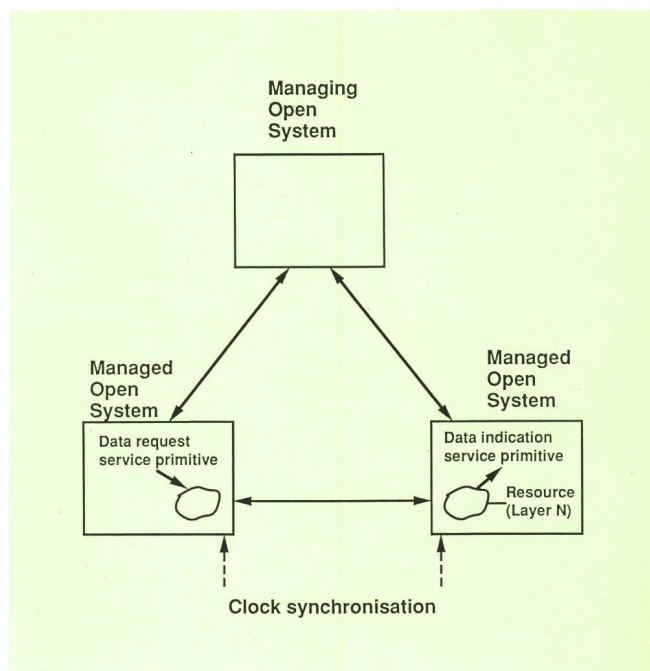 Managing
Open
System
Managed
Open
System
Data request
service primitive
Managed
Open
System
Data indication
service primitive
Resource
(Layer N)
Clock synchronisation